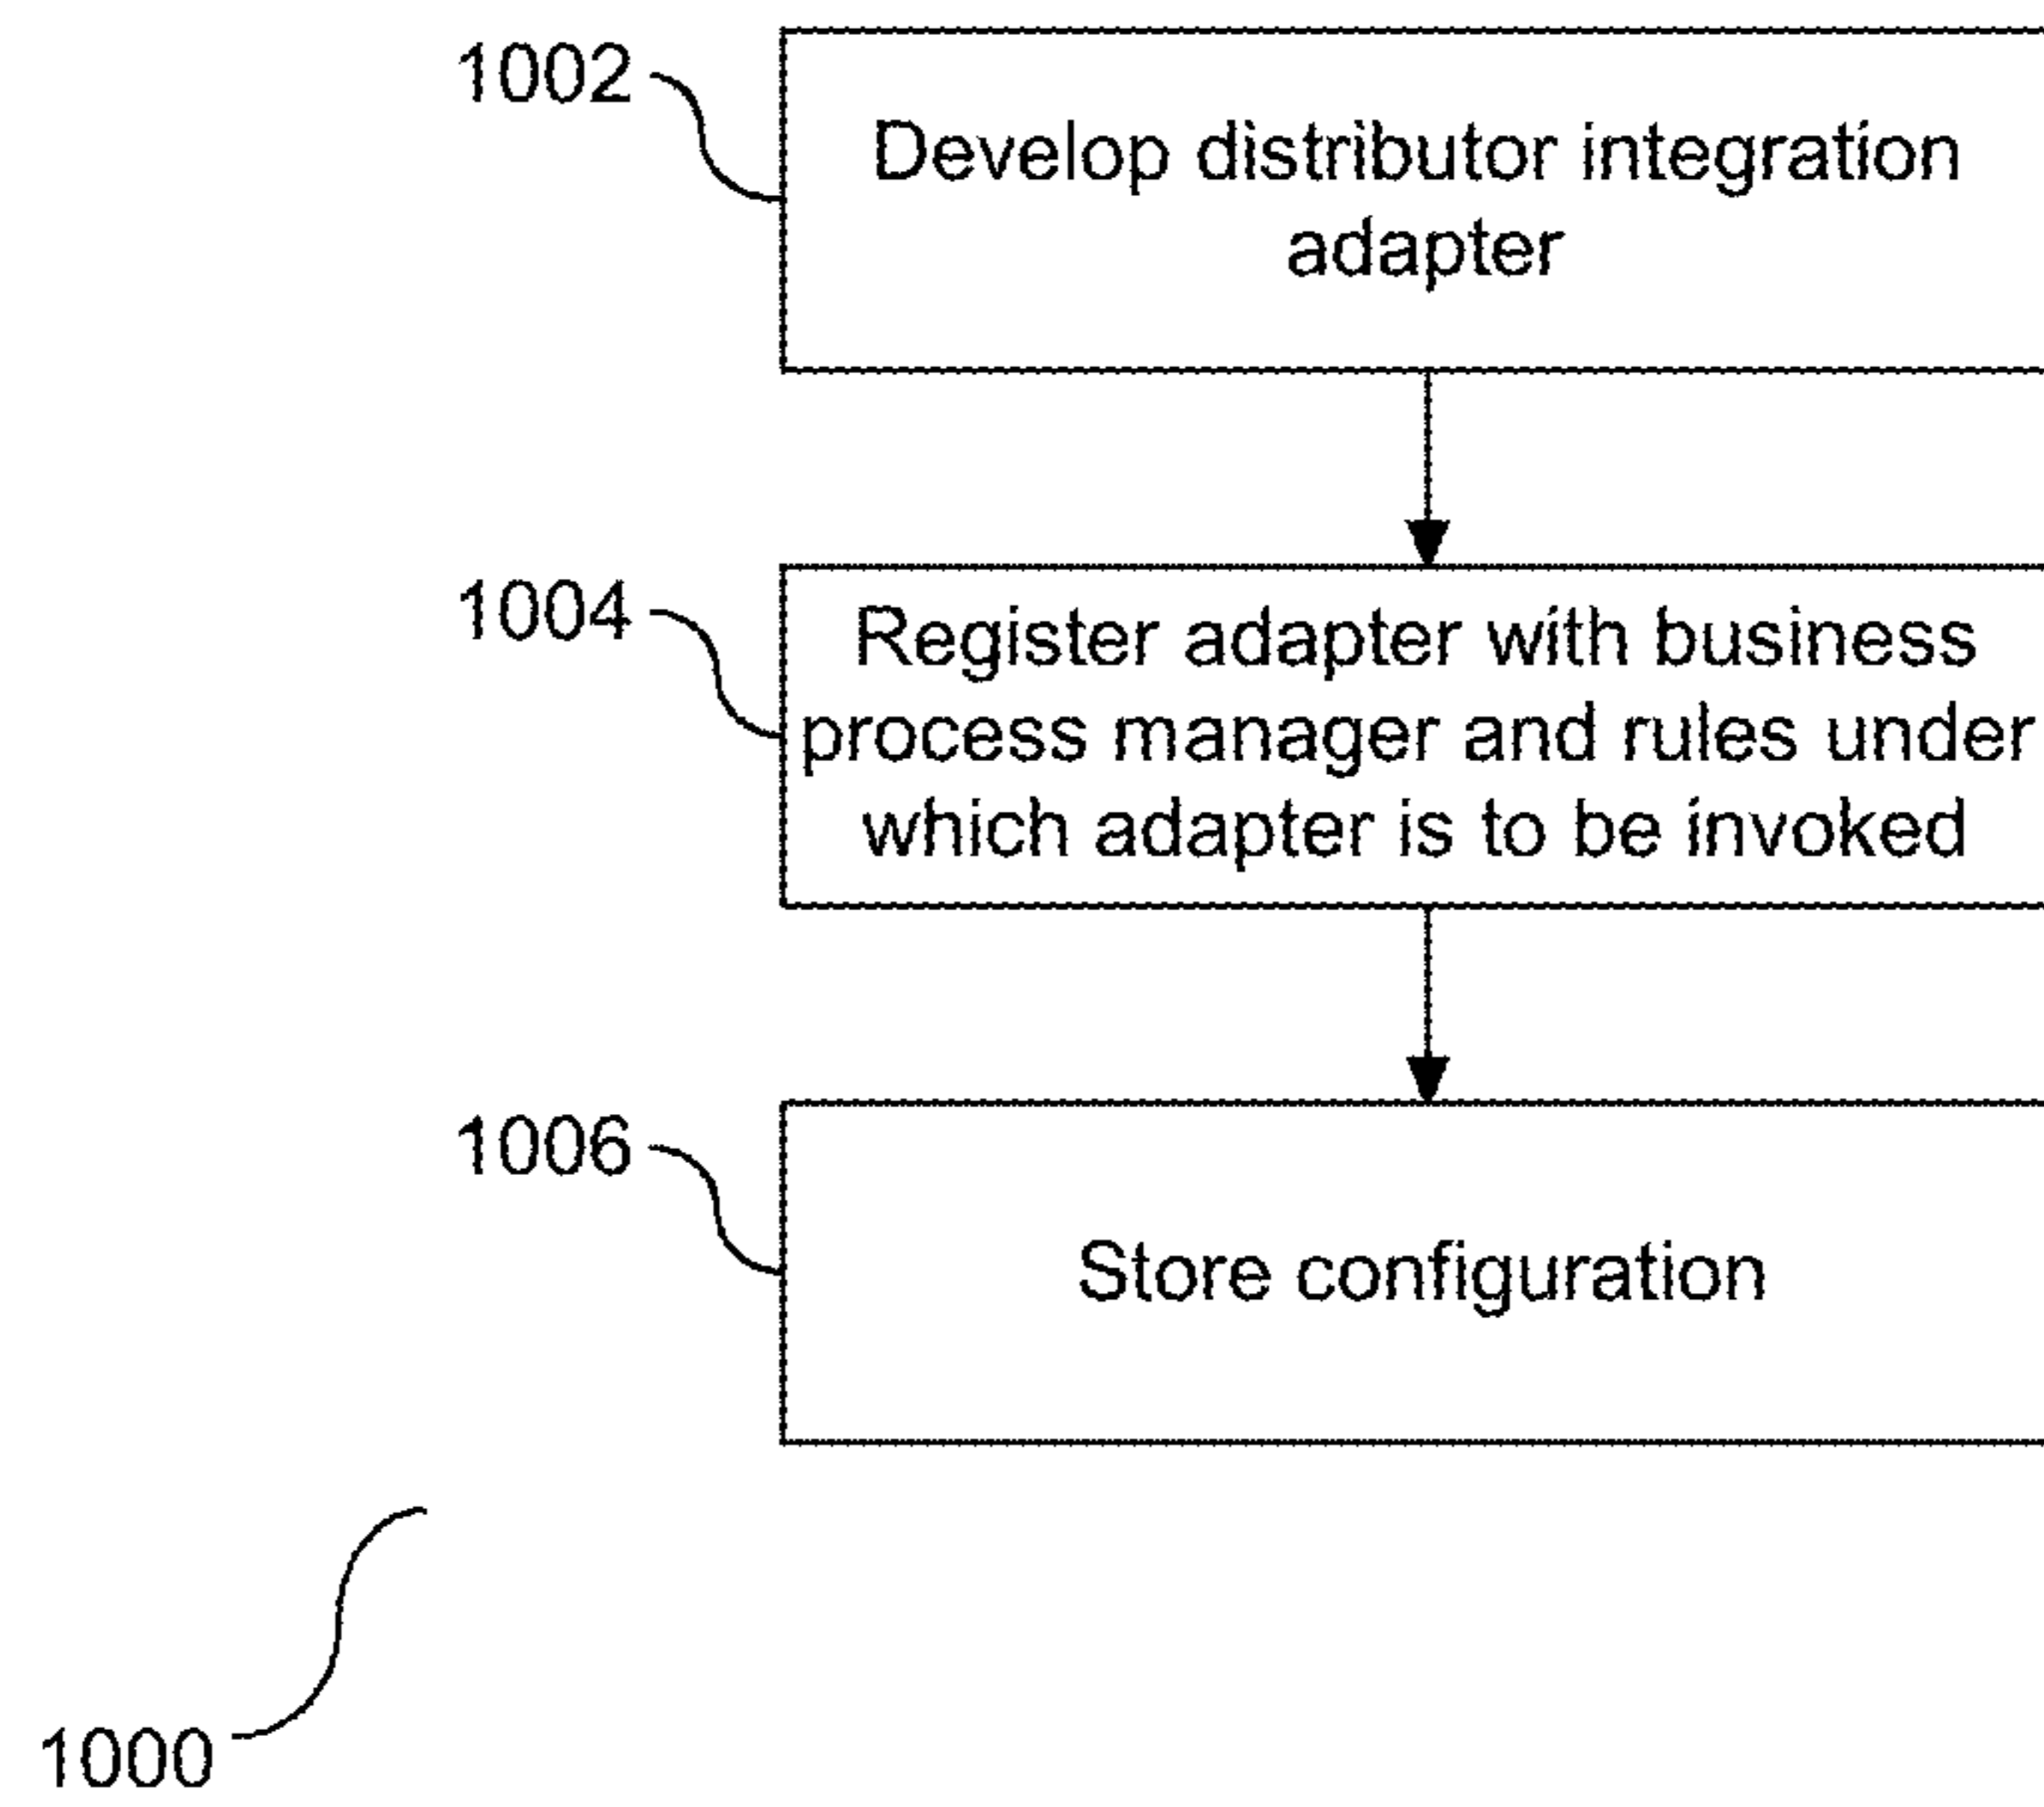 1002
Develop distributor integration
adapter
1004
Register adapter with business
process manager and rules under
which adapter is to be invoked
1006
Store configuration
1000